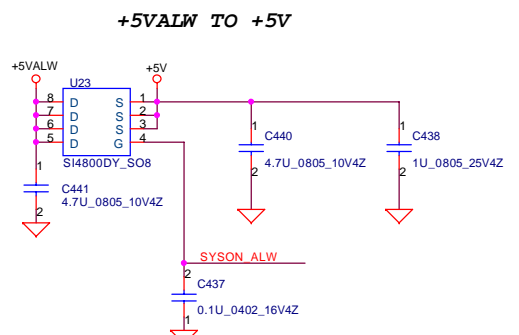 +5VALW TO +5V
+5VALW
+5V
U23
8 D S 1
7 D S 2
6 D S 3
5 D G 4
SI4800DY_SO8
1
C441
4.7U_0805_10V4Z
2
1
C440
4.7U_0805_10V4Z
2
1
C438
1U_0805_25V4Z
2
SYSON_ALW
2
C437
0.1U_0402_16V4Z
1